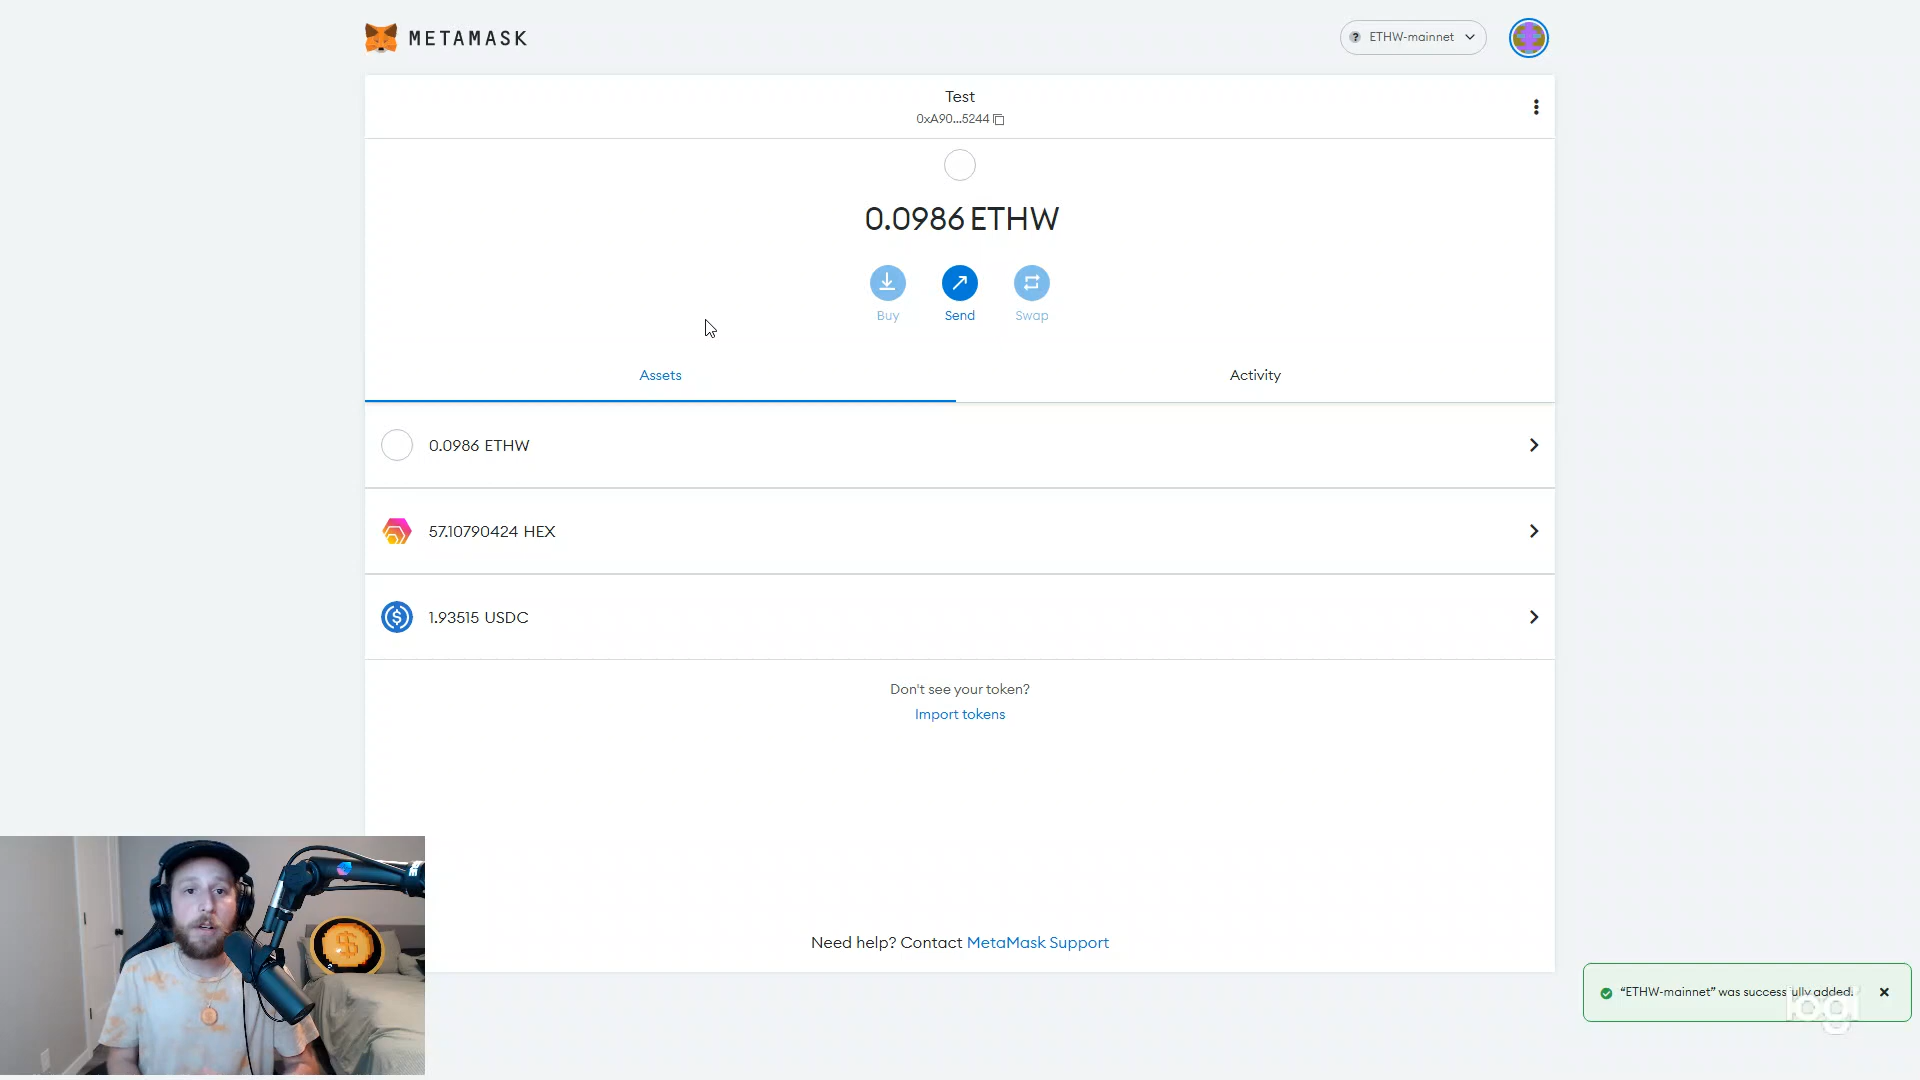 METAMASK
ETHW-mainnet
Test
0xA90...5244
0.0986 ETHW
Buy
Send
Swap
Assets
Activity
0.0986 ETHW
57.10790424 HEX
1.93515 USDC
Don't see your token?
Import tokens
Need help? Contact MetaMask Support
“ETHW-mainnet” was successfully added.
logi